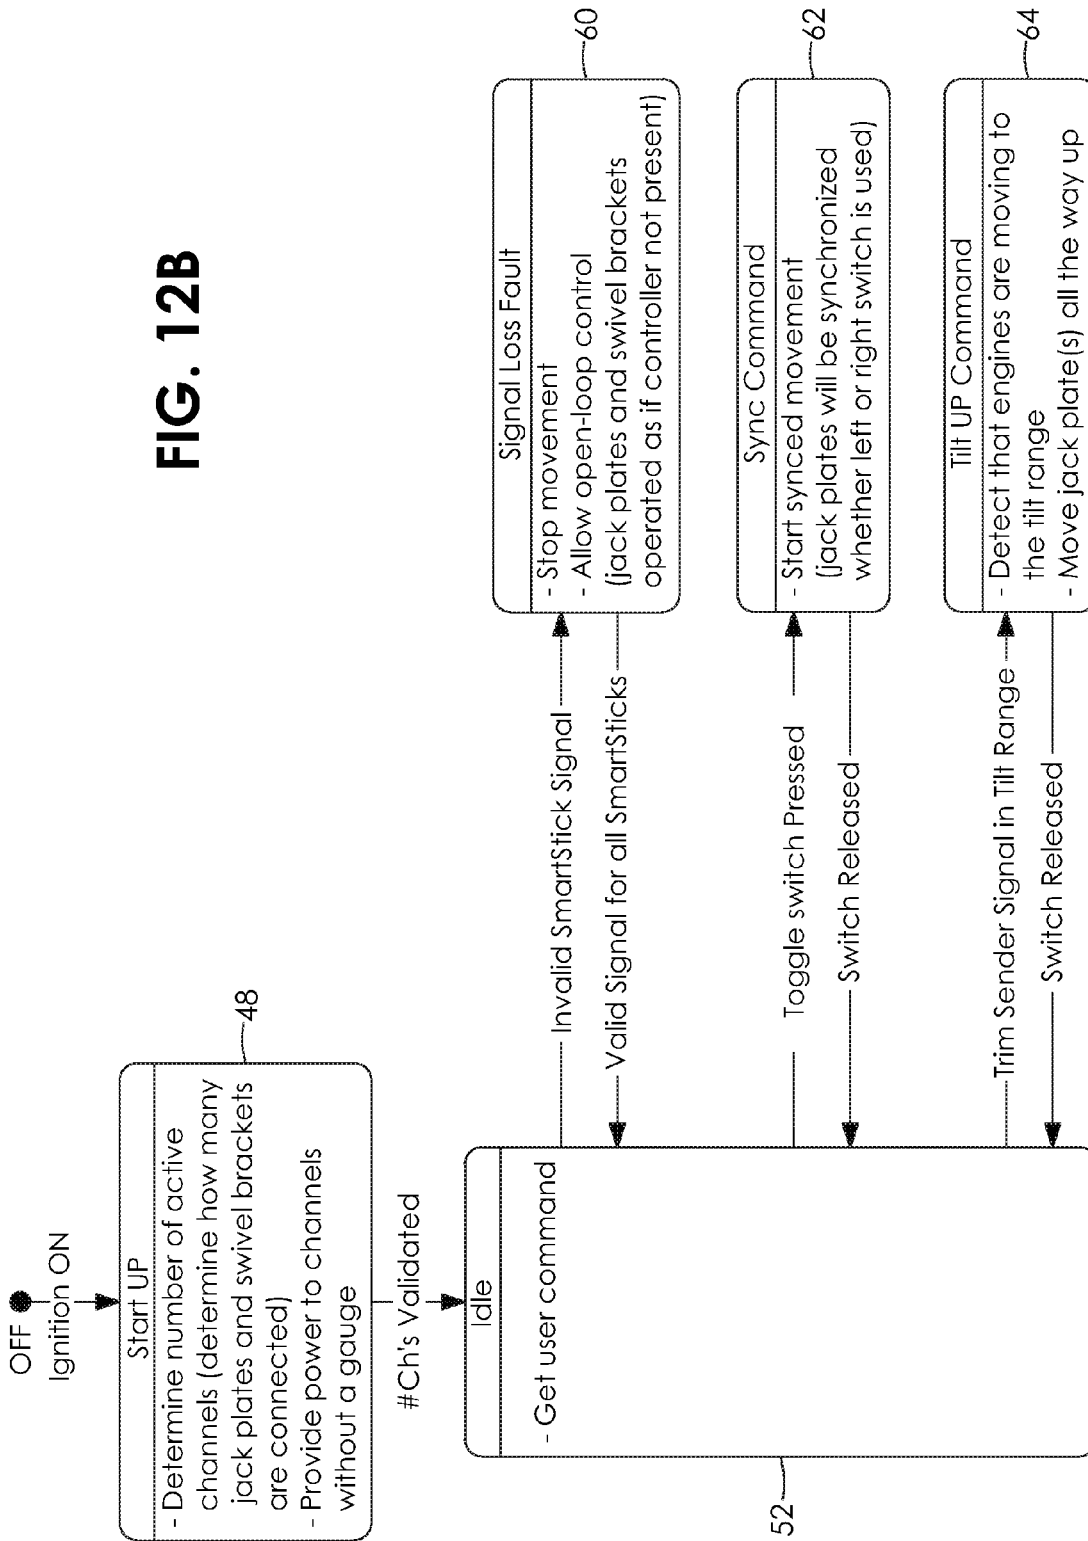 FIG. 12B
OFF
Ignition ON
Start UP
- Determine number of active
channels (determine how many
jack plates and swivel brackets
are connected)
- Provide power to channels
without a gauge
48
#Ch's Validated
Idle
- Get user command
52
Invalid SmartStick Signal
Valid Signal for all SmartSticks
Signal Loss Fault
- Stop movement
- Allow open-loop control
(jack plates and swivel brackets
operated as if controller not present)
60
Toggle switch Pressed
Switch Released
Sync Command
- Start synced movement
(jack plates will be synchronized
whether left or right switch is used)
62
Trim Sender Signal in Tilt Range
Switch Released
Tilt UP Command
- Detect that engines are moving to
the tilt range
- Move jack plate(s) all the way up
64